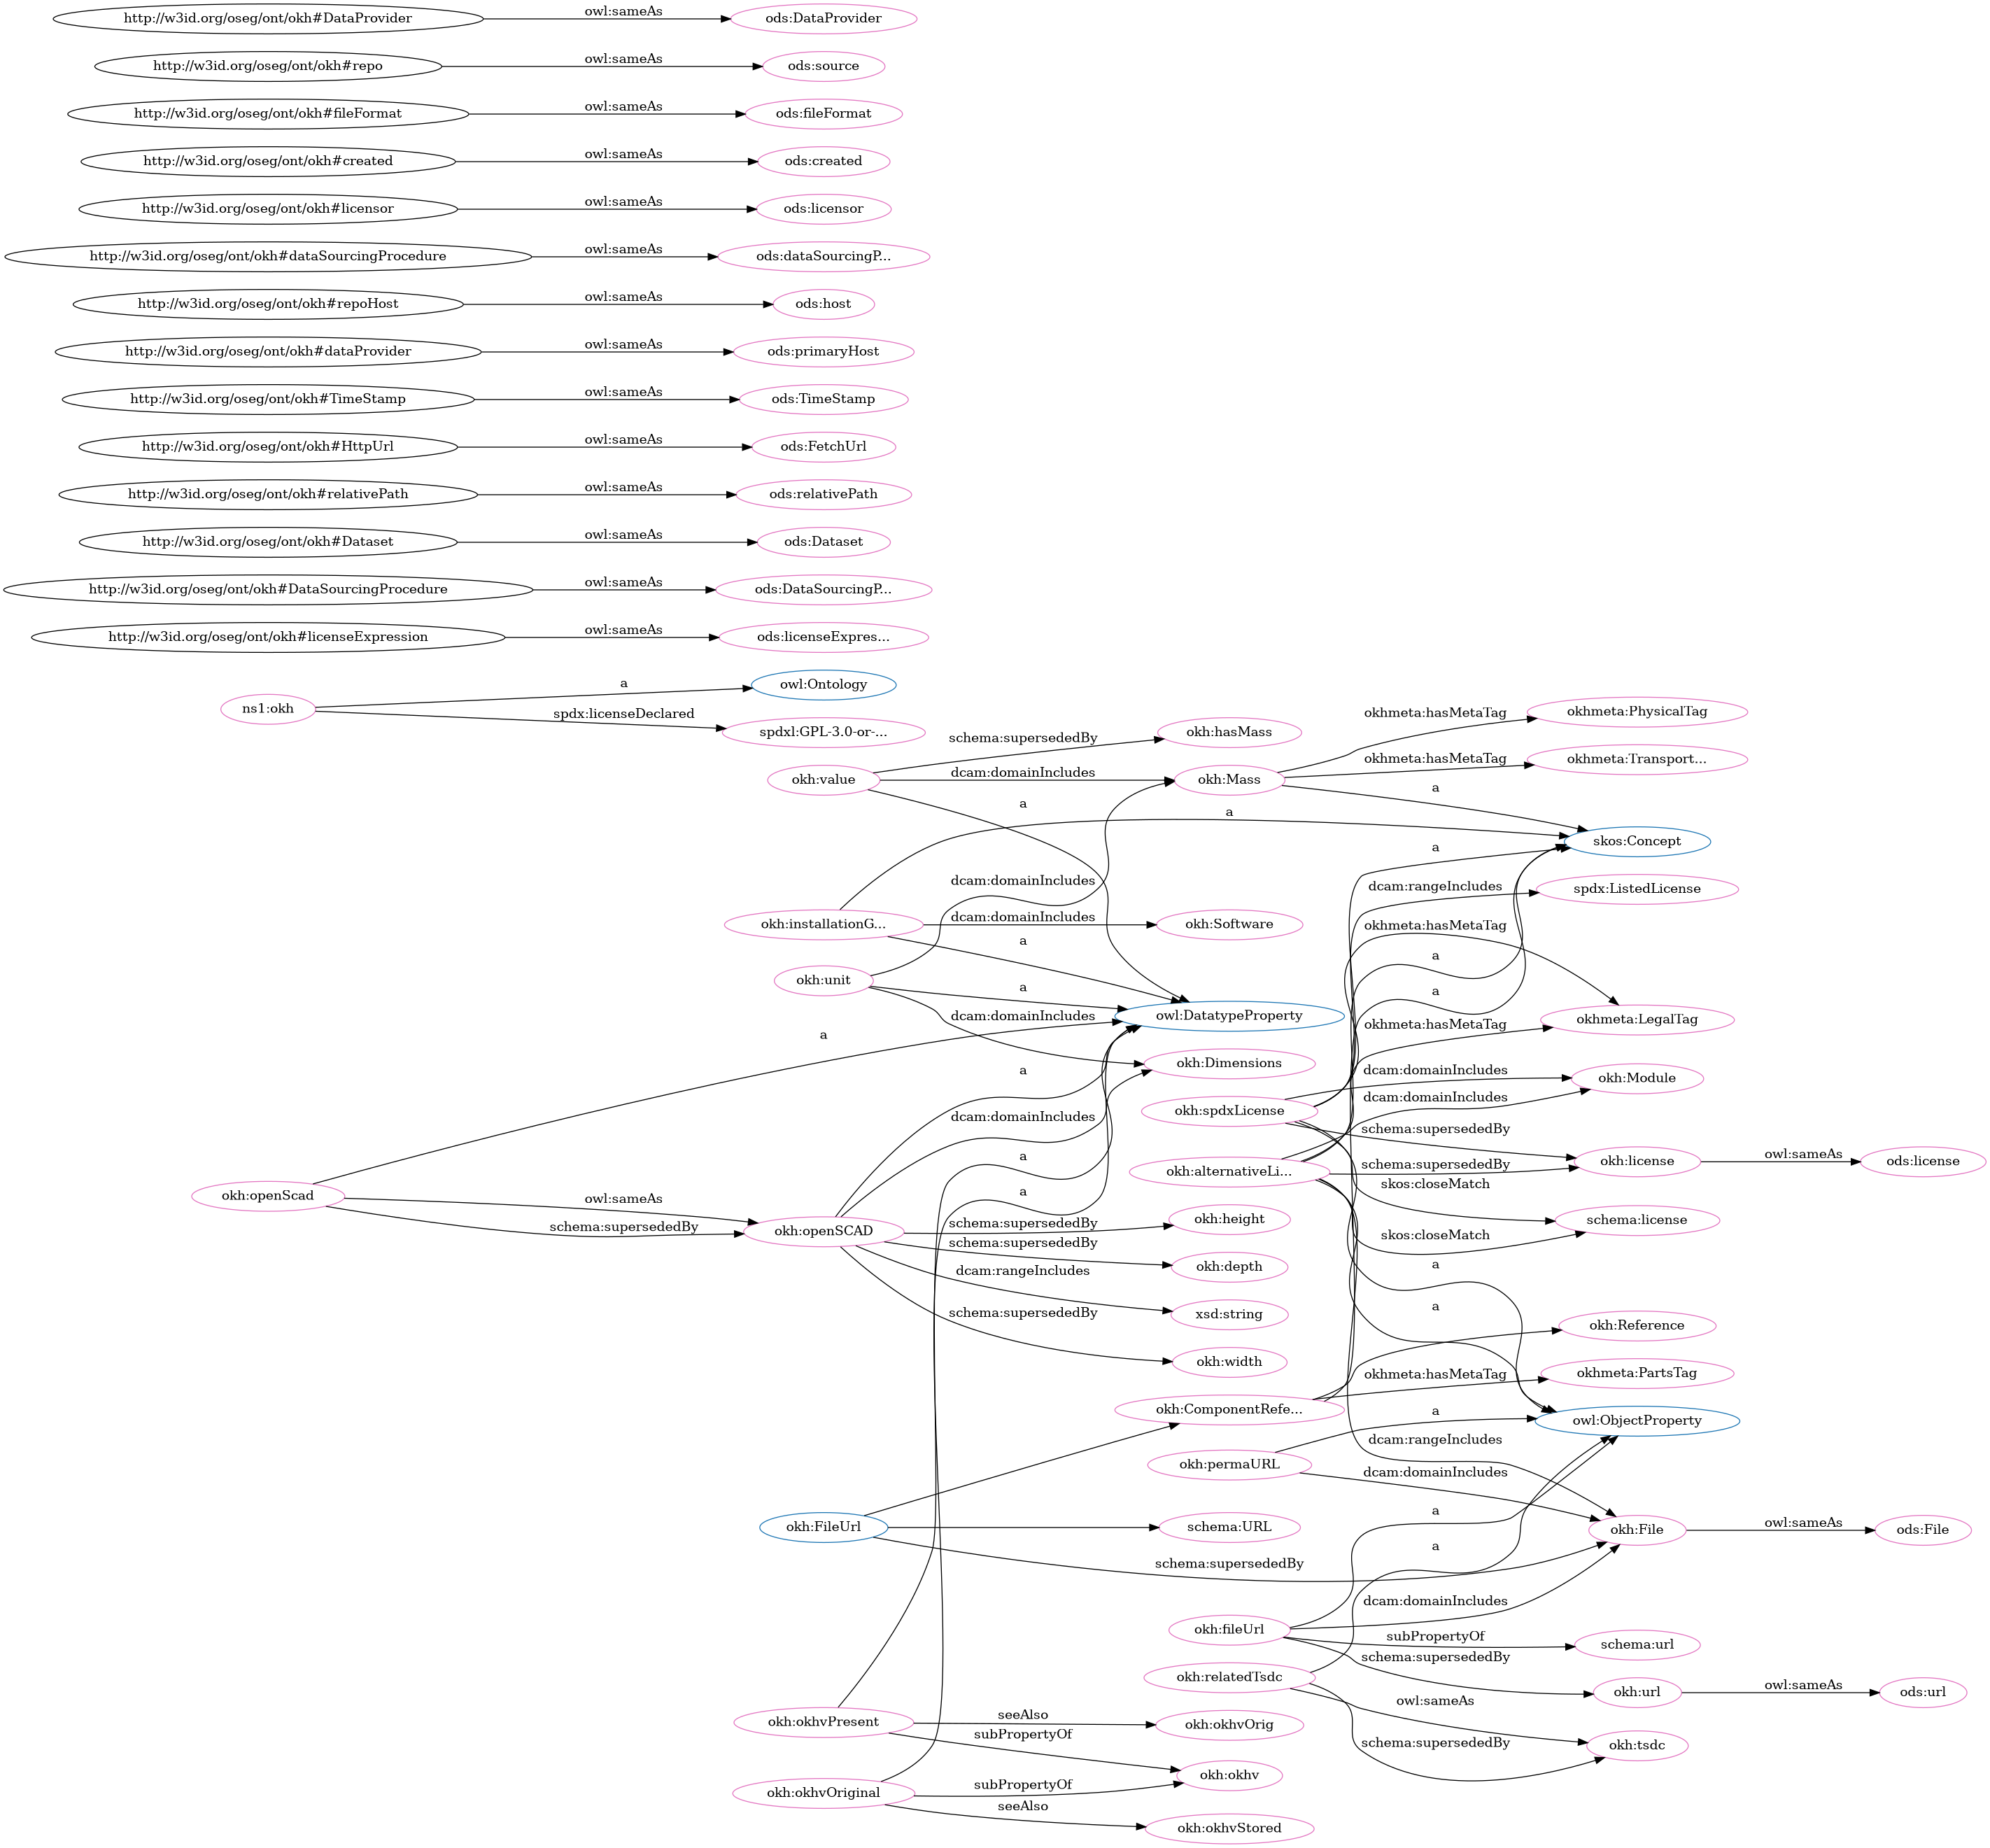 http://w3id.org/oseg/ont/okh#DataProvider owl:sameAs ods:DataProvider
http://w3id.org/oseg/ont/okh#repo owl:sameAs ods:source
http://w3id.org/oseg/ont/okh#fileFormat owl:sameAs ods:fileFormat
http://w3id.org/oseg/ont/okh#created owl:sameAs ods:created
http://w3id.org/oseg/ont/okh#licensor owl:sameAs ods:licensor
http://w3id.org/oseg/ont/okh#dataSourcingProcedure owl:sameAs ods:dataSourcingP...
http://w3id.org/oseg/ont/okh#repoHost owl:sameAs ods:host
http://w3id.org/oseg/ont/okh#dataProvider owl:sameAs ods:primaryHost
http://w3id.org/oseg/ont/okh#TimeStamp owl:sameAs ods:TimeStamp
http://w3id.org/oseg/ont/okh#HttpUrl owl:sameAs ods:FetchUrl
http://w3id.org/oseg/ont/okh#relativePath owl:sameAs ods:relativePath
http://w3id.org/oseg/ont/okh#Dataset owl:sameAs ods:Dataset
http://w3id.org/oseg/ont/okh#DataSourcingProcedure owl:sameAs ods:DataSourcingP...
http://w3id.org/oseg/ont/okh#licenseExpression owl:sameAs ods:licenseExpres...
a owl:Ontology
ns1:okh
spdx:licenseDeclared spdxl:GPL-3.0-or-...
okhmeta:hasMetaTag okhmeta:PhysicalTag
schema:supersededBy okh:hasMass
okhmeta:hasMetaTag okhmeta:Transport...
okh:value dcam:domainIncludes okh:Mass
a
a
a
skos:Concept
a
dcam:domainIncludes
dcam:rangeIncludes spdx:ListedLicense
okh:installationG... dcam:domainIncludes okh:Software
okhmeta:hasMetaTag
a
a
okh:unit
a
a
dcam:domainIncludes owl:DatatypeProperty
okhmeta:hasMetaTag okhmeta:LegalTag
a
okh:Dimensions
a
dcam:domainIncludes okh:Module
dcam:domainIncludes
okh:spdxLicense
dcam:domainIncludes
schema:supersededBy
a
okh:license owl:sameAs ods:license
okh:alternativeLi... schema:supersededBy
skos:closeMatch
a
okh:openScad owl:sameAs
schema:supersededBy okh:openSCAD
schema:supersededBy okh:height
schema:license
skos:closeMatch
schema:supersededBy okh:depth
a
dcam:rangeIncludes
a
schema:supersededBy xsd:string
okh:Reference
okh:width
okhmeta:hasMetaTag okhmeta:PartsTag
okh:ComponentRefe...
a
owl:ObjectProperty
dcam:rangeIncludes
okh:permaURL
dcam:domainIncludes
a
okh:FileUrl schema:URL
okh:File owl:sameAs ods:File
a
schema:supersededBy
dcam:domainIncludes
okh:fileUrl
subPropertyOf schema:url
schema:supersededBy
okh:relatedTsdc
okh:url owl:sameAs ods:url
owl:sameAs
okh:okhvPresent seeAlso okh:okhvOrig
subPropertyOf
schema:supersededBy okh:tsdc
okh:okhv
subPropertyOf
okh:okhvOriginal
seeAlso
okh:okhvStored